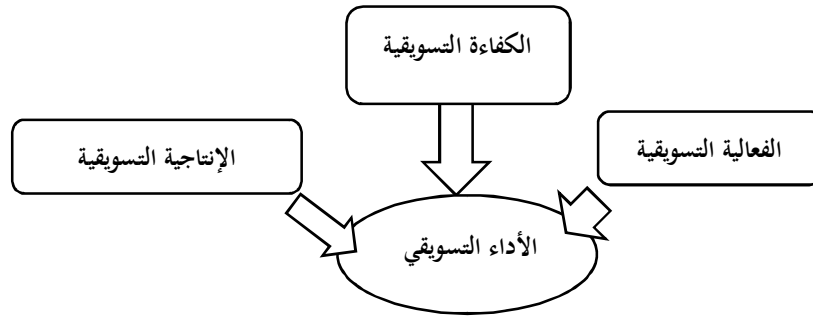 الكفاءة التسويقية
الفعالية التسويقية
الإنتاجية التسويقية
الأداء التسويقي